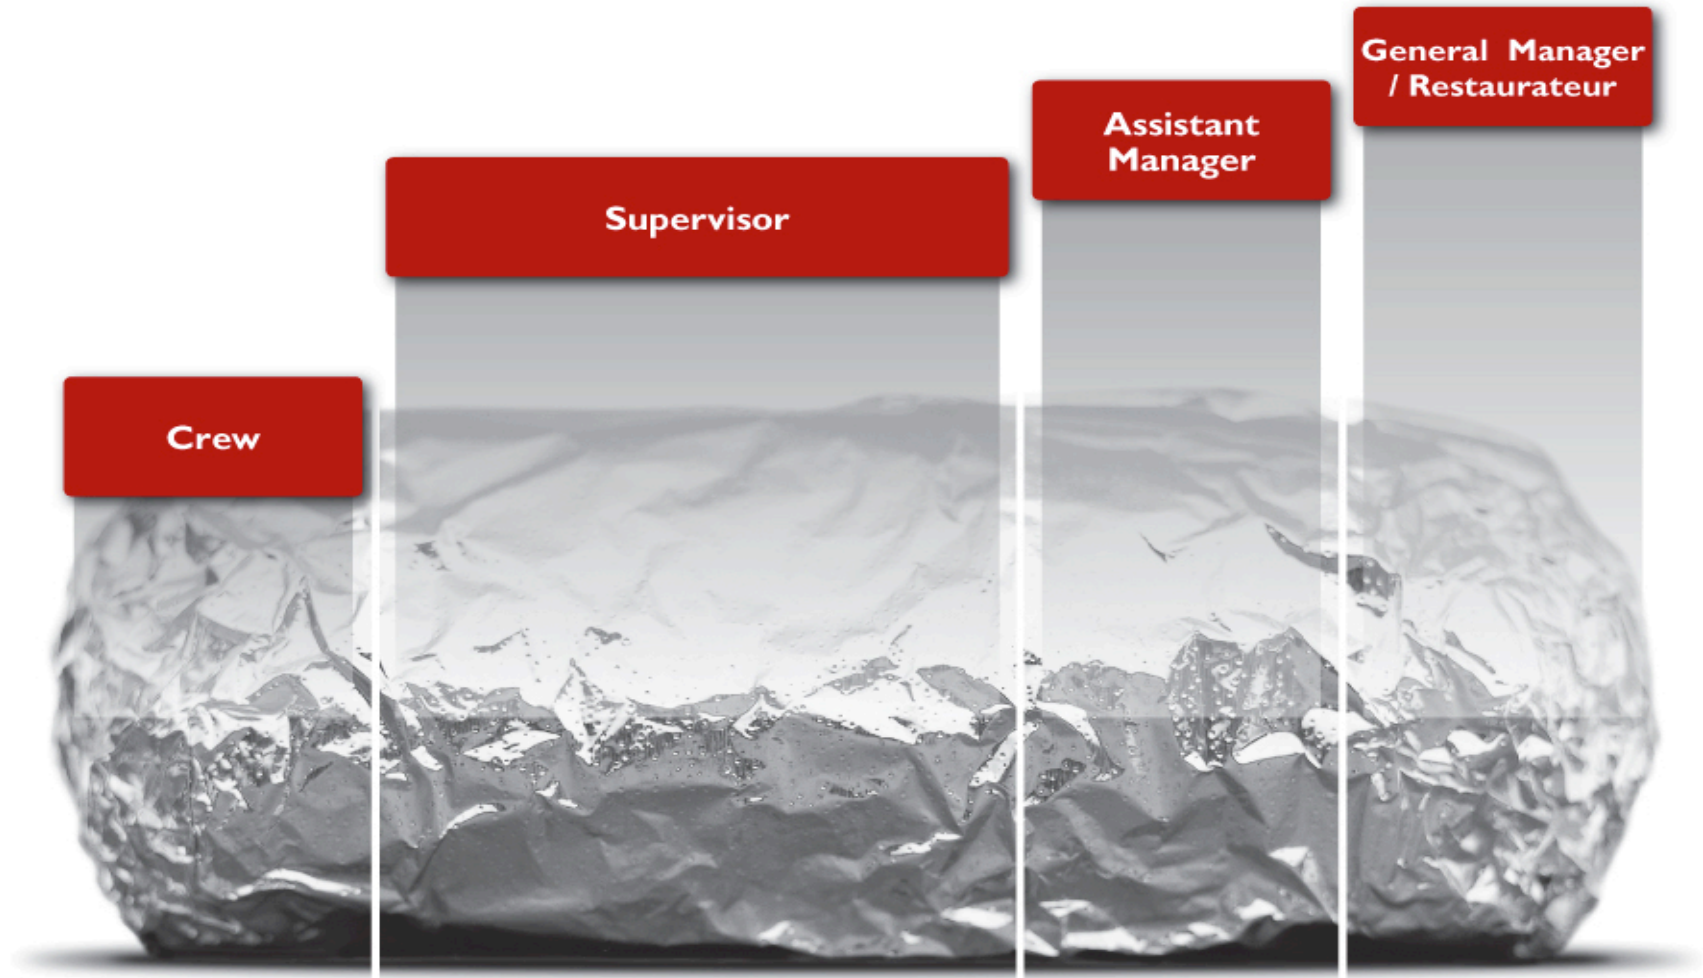 Crew
Supervisor
Assistant
Manager
General Manager
/ Restaurateur